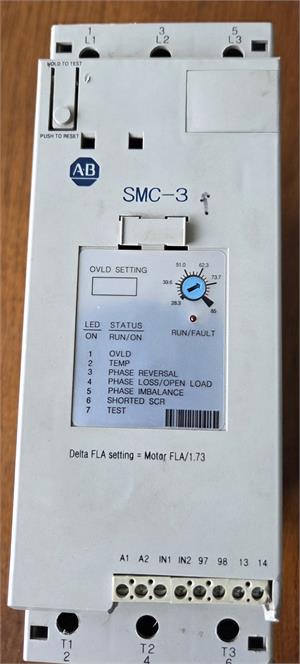 1 3 5
L1 L2 L3
HOLD TO TEST
PUSH TO RESET
AB
SMC-3
OVLD SETTING
51.0 62.3
39.6 73.7
28.3 85
LED STATUS
ON RUN/ON
RUN/FAULT
1 OVLD
2 TEMP
3 PHASE REVERSAL
4 PHASE LOSS/OPEN LOAD
5 PHASE IMBALANCE
6 SHORTED SCR
7 TEST
Delta FLA setting = Motor FLA/1.73
A1 A2 IN1 IN2 97 98 13 14
T1 T2 T3
2 4